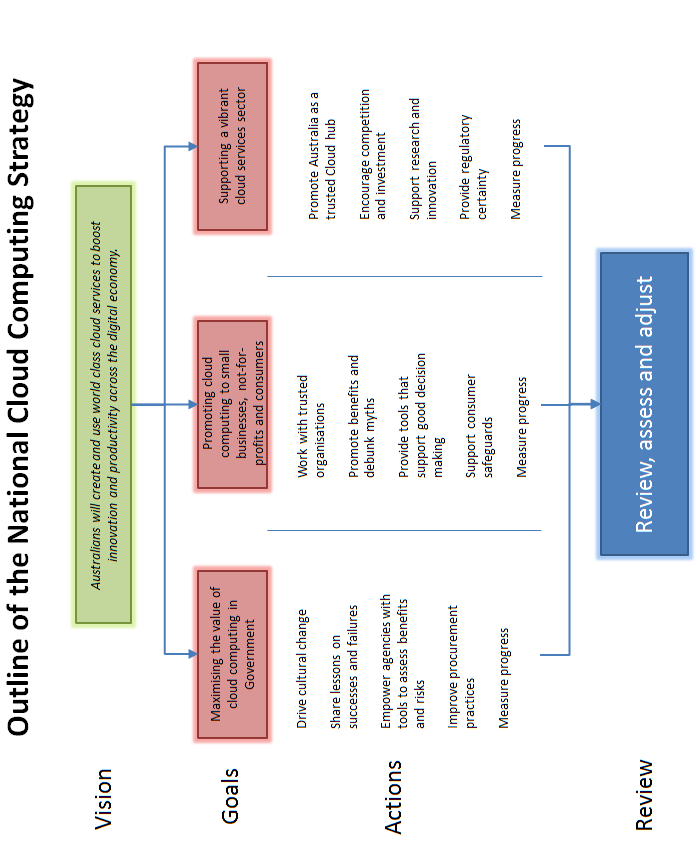 Outline of the National Cloud Computing Strategy
Vision
Australians will create and use world class cloud services to boost
innovation and productivity across the digital economy.
Goals
Maximising the value of
cloud computing in
Government
Promoting cloud
computing to small
businesses, not-for-
profits and consumers
Supporting a vibrant
cloud services sector
Actions
Drive cultural change
Share lessons on
successes and failures
Empower agencies with
tools to assess benefits
and risks
Improve procurement
practices
Measure progress
Work with trusted
organisations
Promote benefits and
debunk myths
Provide tools that
support good decision
making
Support consumer
safeguards
Measure progress
Promote Australia as a
trusted Cloud hub
Encourage competition
and investment
Support research and
innovation
Provide regulatory
certainty
Measure progress
Review
Review, assess and adjust